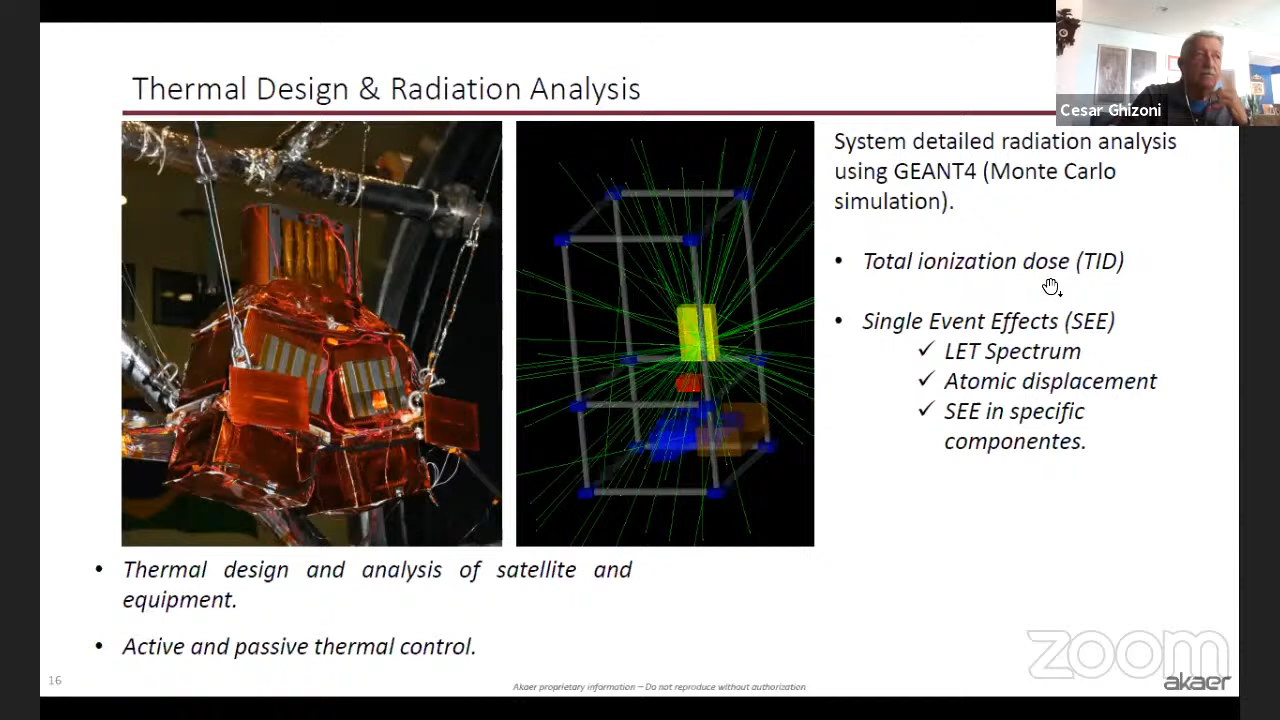 Thermal Design & Radiation Analysis
Cesar Ghizoni
System detailed radiation analysis
using GEANT4 (Monte Carlo
simulation).
• Total ionization dose (TID)
• Single Event Effects (SEE)
✓ LET Spectrum
✓ Atomic displacement
✓ SEE in specific
componentes.
• Thermal design and analysis of satellite and
equipment.
• Active and passive thermal control.
16
Akaer proprietary information – Do not reproduce without authorization
zoom
akaer